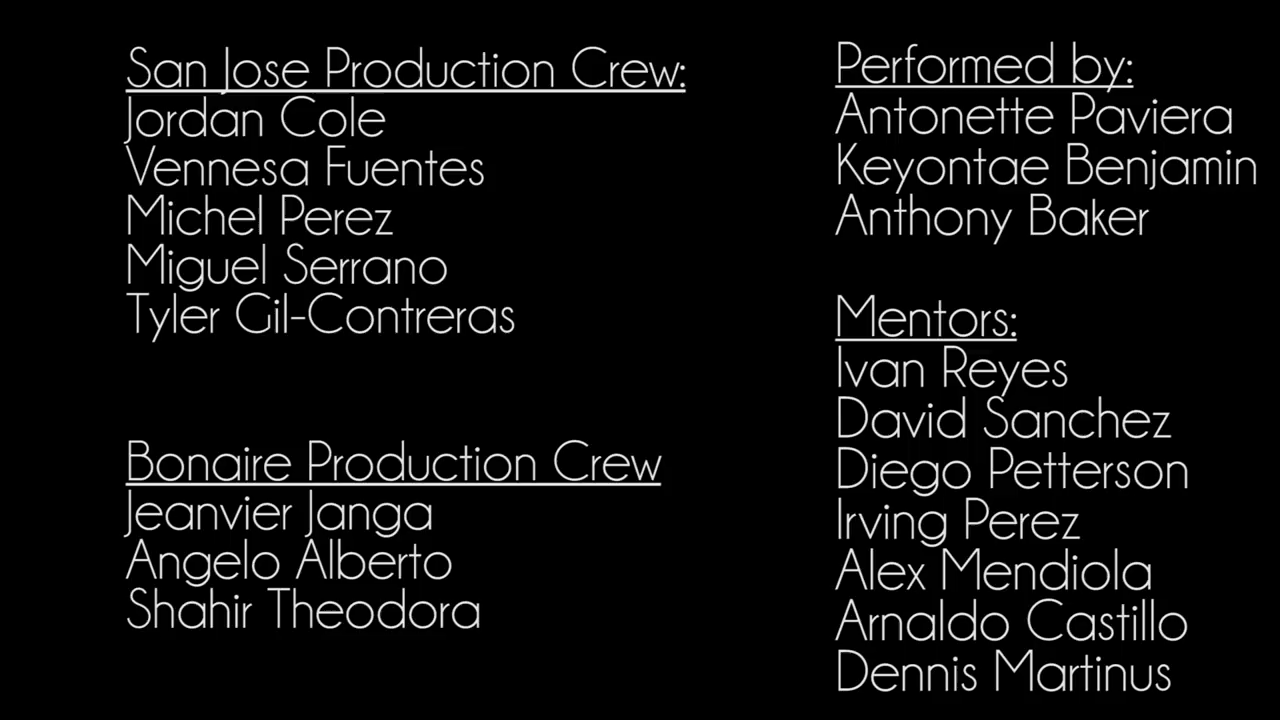 San Jose Production Crew:
Jordan Cole
Vennesa Fuentes
Michel Perez
Miguel Serrano
Tyler Gil-Contreras
Bonaire Production Crew
Jeanvier Janga
Angelo Alberto
Shahir Theodora
Performed by:
Antonette Paviera
Keyontae Benjamin
Anthony Baker
Mentors:
Ivan Reyes
David Sanchez
Diego Petterson
Irving Perez
Alex Mendiola
Arnaldo Castillo
Dennis Martinus